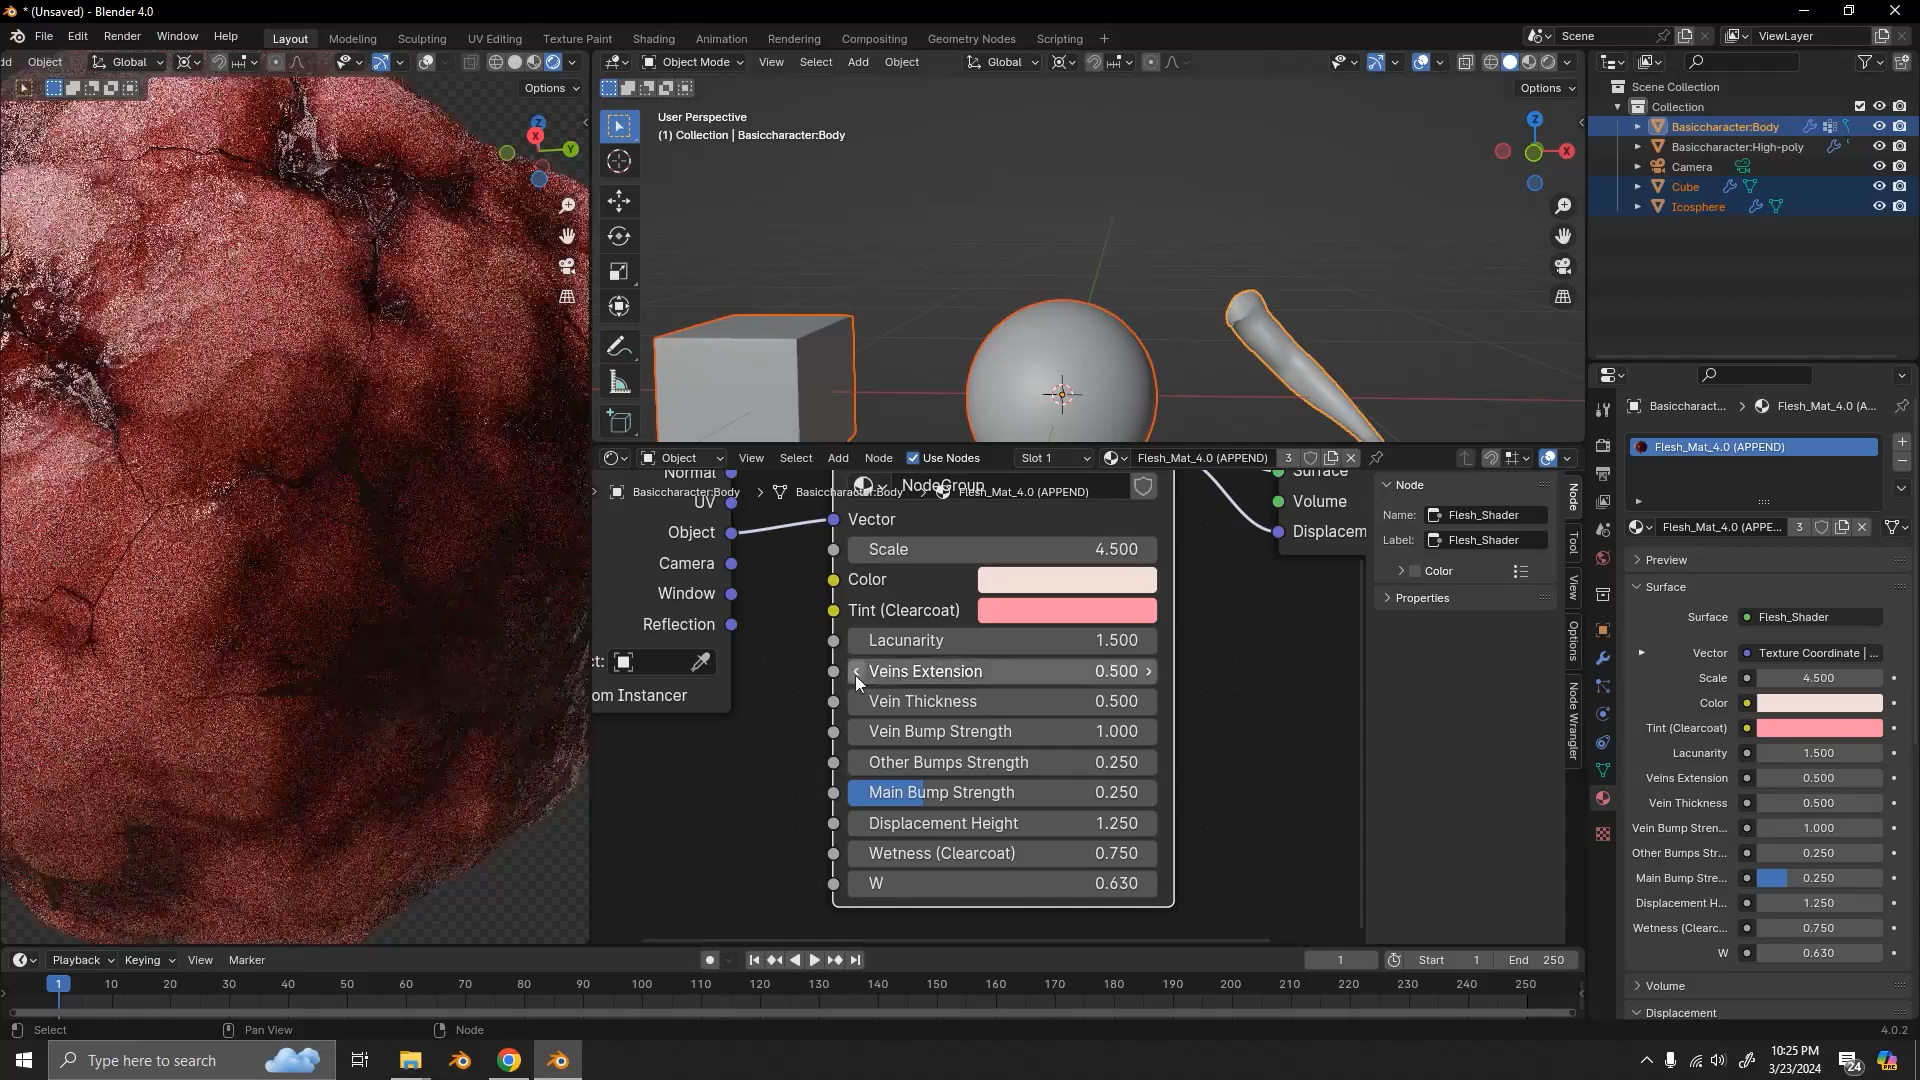 * (Unsaved) - Blender 4.0
File Edit Render Window Help
Layout Modeling Sculpting UV Editing Texture Paint Shading Animation Rendering Compositing Geometry Nodes Scripting +
Scene
ViewLayer
dd Object Global
Options
Object Mode View Select Add Object Global
Options
User Perspective
(1) Collection | Basiccharacter:Body
Z
X
Y
Z
X
Scene Collection
Collection
Basiccharacter:Body
Basiccharacter:High-poly
Camera
Cube
Icosphere
Object View Select Add Node Use Nodes Slot 1 Flesh_Mat_4.0 (APPEND) 3
Basiccharacter:Body > Basiccharacter:Body > Flesh_Mat_4.0 (APPEND)
Normal
UV
Object
Camera
Window
Reflection
ct:
om Instancer
NodeGroup
Vector
Scale 4.500
Color
Tint (Clearcoat)
Lacunarity 1.500
Veins Extension 0.500
Vein Thickness 0.500
Vein Bump Strength 1.000
Other Bumps Strength 0.250
Main Bump Strength 0.250
Displacement Height 1.250
Wetness (Clearcoat) 0.750
W 0.630
Surface
Volume
Displacem
Node
Name: Flesh_Shader
Label: Flesh_Shader
Color
Properties
Node
Tool
View
Options
Node Wrangler
Basiccharact... > Flesh_Mat_4.0 (A...
Flesh_Mat_4.0 (APPEND)
Flesh_Mat_4.0 (APPE... 3
Preview
Surface
Surface Flesh_Shader
Vector Texture Coordinate | ...
Scale 4.500
Color
Tint (Clearcoat)
Lacunarity 1.500
Veins Extension 0.500
Vein Thickness 0.500
Vein Bump Stren... 1.000
Other Bumps Str... 0.250
Main Bump Stre... 0.250
Displacement H... 1.250
Wetness (Clearc... 0.750
W 0.630
Volume
Displacement
Playback Keying View Marker
1 Start 1 End 250
1 10 20 30 40 50 60 70 80 90 100 110 120 130 140 150 160 170 180 190 200 210 220 230 240 250
Select Pan View Node 4.0.2
Type here to search
10:25 PM
3/23/2024
24
PRE